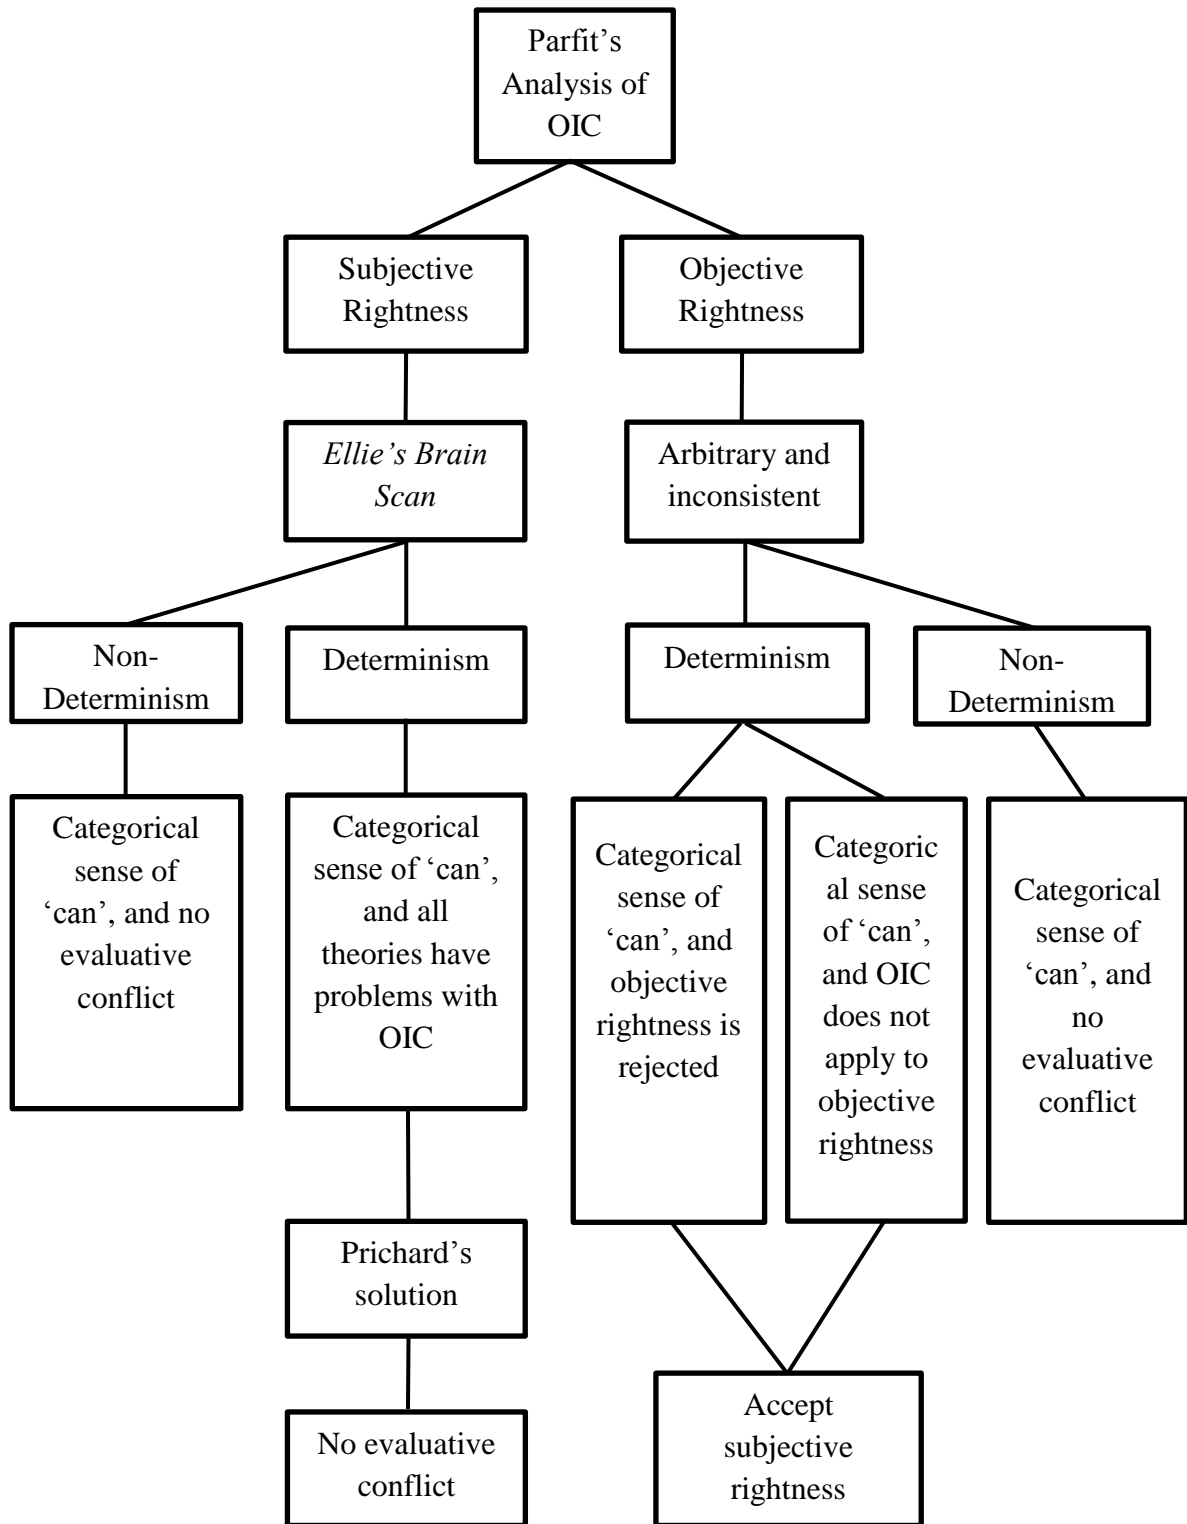 Parfit’s
Analysis of
OIC
Subjective
Rightness
Objective
Rightness
Ellie’s Brain
Scan
Arbitrary and
inconsistent
Non-
Determinism
Determinism
Determinism
Non-
Determinism
Categorical
sense of
‘can’, and no
evaluative
conflict
Categorical
sense of ‘can’,
and all
theories have
problems with
OIC
Categorical
sense of
‘can’, and
objective
rightness is
rejected
Categoric
al sense
of ‘can’,
and OIC
does not
apply to
objective
rightness
Categorical
sense of
‘can’, and
no
evaluative
conflict
Prichard’s
solution
No evaluative
conflict
Accept
subjective
rightness